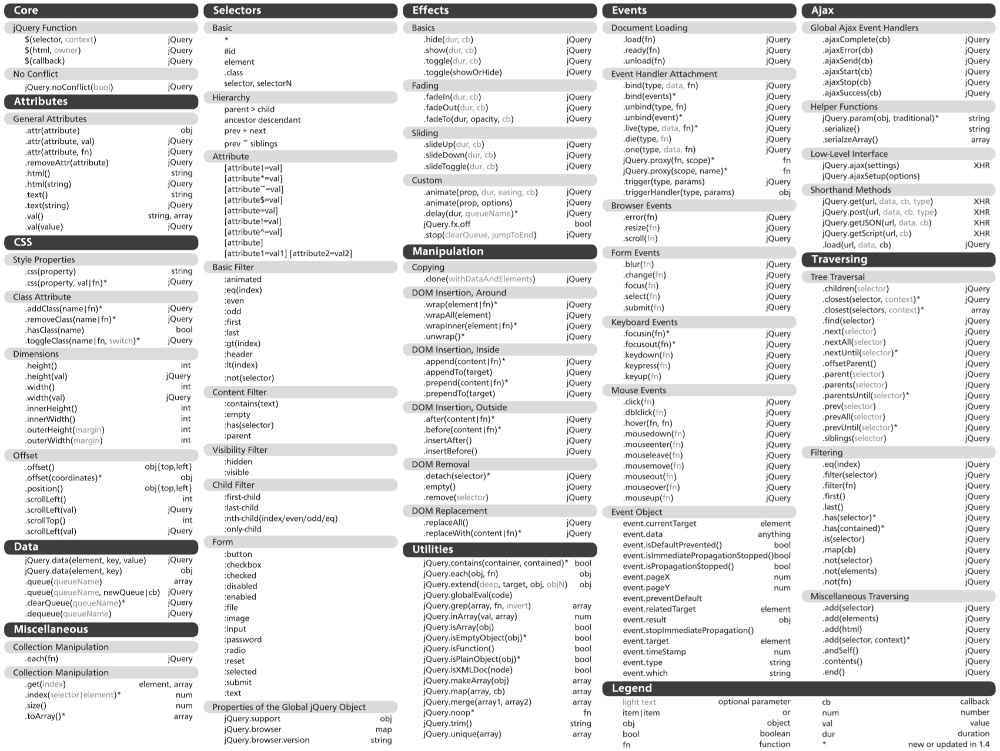 Core
jQuery Function
$(selector, context) jQuery
$(html, owner) jQuery
$(callback) jQuery
No Conflict
jQuery.noConflict(bool) jQuery
Attributes
General Attributes
.attr(attribute) obj
.attr(attribute, val) jQuery
.attr(attribute, fn) jQuery
.removeAttr(attribute) jQuery
.html() string
.html(string) jQuery
.text() string
.text(string) jQuery
.val() string, array
.val(value) jQuery
CSS
Style Properties
.css(property) string
.css(property, val|fn)* jQuery
Class Attribute
.addClass(name|fn)* jQuery
.removeClass(name|fn)* jQuery
.hasClass(name) bool
.toggleClass(name|fn, switch)* jQuery
Dimensions
.height() int
.height(val) jQuery
.width() int
.width(val) jQuery
.innerHeight() int
.innerWidth() int
.outerHeight(margin) int
.outerWidth(margin) int
Offset
.offset() obj{top,left}
.offset(coordinates)* obj
.position() obj{top,left}
.scrollLeft() int
.scrollLeft(val) jQuery
.scrollTop() int
.scrollLeft(val) jQuery
Data
jQuery.data(element, key, value) jQuery
jQuery.data(element, key) obj
.queue(queueName) array
.queue(queueName, newQueue|cb) jQuery
.clearQueue(queueName)* jQuery
.dequeue(queueName) jQuery
Miscellaneous
Collection Manipulation
.each(fn) jQuery
Collection Manipulation
.get(index) element, array
.index(selector|element)* num
.size() num
.toArray()* array
Selectors
Basic
*
#id
element
.class
selector, selectorN
Hierarchy
parent > child
ancestor descendant
prev + next
prev ~ siblings
Attribute
[attribute|=val]
[attribute*=val]
[attribute~=val]
[attribute$=val]
[attribute=val]
[attribute!=val]
[attribute^=val]
[attribute]
[attribute1=val1] [attribute2=val2]
Basic Filter
:animated
:eq(index)
:even
:odd
:first
:last
:gt(index)
:header
:lt(index)
:not(selector)
Content Filter
:contains(text)
:empty
:has(selector)
:parent
Visibility Filter
:hidden
:visible
Child Filter
:first-child
:last-child
:nth-child(index/even/odd/eq)
:only-child
Form
:button
:checkbox
:checked
:disabled
:enabled
:file
:image
:input
:password
:radio
:reset
:selected
:submit
:text
Properties of the Global jQuery Object
jQuery.support obj
jQuery.browser map
jQuery.browser.version string
Effects
Basics
.hide(dur, cb) jQuery
.show(dur, cb) jQuery
.toggle(dur, cb) jQuery
.toggle(showOrHide) jQuery
Fading
.fadeIn(dur, cb) jQuery
.fadeOut(dur, cb) jQuery
.fadeTo(dur, opacity, cb) jQuery
Sliding
.slideUp(dur, cb) jQuery
.slideDown(dur, cb) jQuery
.slideToggle(dur, cb) jQuery
Custom
.animate(prop, dur, easing, cb) jQuery
.animate(prop, options) jQuery
.delay(dur, queueName)* jQuery
jQuery.fx.off bool
.stop(clearQueue, jumpToEnd) jQuery
Manipulation
Copying
.clone(withDataAndElements) jQuery
DOM Insertion, Around
.wrap(element|fn)* jQuery
.wrapAll(element) jQuery
.wrapInner(element|fn)* jQuery
.unwrap()* jQuery
DOM Insertion, Inside
.append(content|fn)* jQuery
.appendTo(target) jQuery
.prepend(content|fn)* jQuery
.prependTo(target) jQuery
DOM Insertion, Outside
.after(content|fn)* jQuery
.before(content|fn)* jQuery
.insertAfter() jQuery
.insertBefore() jQuery
DOM Removal
.detach(selector)* jQuery
.empty() jQuery
.remove(selector) jQuery
DOM Replacement
.replaceAll() jQuery
.replaceWith(content|fn)* jQuery
Utilities
jQuery.contains(container, contained)* bool
jQuery.each(obj, fn) obj
jQuery.extend(deep, target, obj, objN) obj
jQuery.globalEval(code)
jQuery.grep(array, fn, invert) array
jQuery.inArray(val, array) num
jQuery.isArray(obj) bool
jQuery.isEmptyObject(obj)* bool
jQuery.isFunction() bool
jQuery.isPlainObject(obj)* bool
jQuery.isXMLDoc(node) bool
jQuery.makeArray(obj) array
jQuery.map(array, cb) array
jQuery.merge(array1, array2) array
jQuery.noop* fn
jQuery.trim() string
jQuery.unique(array) array
Events
Document Loading
.load(fn) jQuery
.ready(fn) jQuery
.unload(fn) jQuery
Event Handler Attachment
.bind(type, data, fn) jQuery
.bind(events)* jQuery
.unbind(type, fn) jQuery
.unbind(event)* jQuery
.live(type, data, fn)* jQuery
.die(type, fn) jQuery
.one(type, data, fn) jQuery
jQuery.proxy(fn, scope)* fn
jQuery.proxy(scope, name)* fn
.trigger(type, params) jQuery
.triggerHandler(type, params) obj
Browser Events
.error(fn) jQuery
.resize(fn) jQuery
.scroll(fn) jQuery
Form Events
.blur(fn) jQuery
.change(fn) jQuery
.focus(fn) jQuery
.select(fn) jQuery
.submit(fn) jQuery
Keyboard Events
.focusin(fn)* jQuery
.focusout(fn)* jQuery
.keydown(fn) jQuery
.keypress(fn) jQuery
.keyup(fn) jQuery
Mouse Events
.click(fn) jQuery
.dblclick(fn) jQuery
.hover(fn, fn) jQuery
.mousedown(fn) jQuery
.mouseenter(fn) jQuery
.mouseleave(fn) jQuery
.mousemove(fn) jQuery
.mouseout(fn) jQuery
.mouseover(fn) jQuery
.mouseup(fn) jQuery
Event Object
event.currentTarget element
event.data anything
event.isDefaultPrevented() bool
event.isImmediatePropagationStopped()bool
event.isPropagationStopped() bool
event.pageX num
event.pageY num
event.preventDefault
event.relatedTarget element
event.result obj
event.stopImmediatePropagation()
event.target element
event.timeStamp num
event.type string
event.which string
Ajax
Global Ajax Event Handlers
.ajaxComplete(cb) jQuery
.ajaxError(cb) jQuery
.ajaxSend(cb) jQuery
.ajaxStart(cb) jQuery
.ajaxStop(cb) jQuery
.ajaxSuccess(cb) jQuery
Helper Functions
jQuery.param(obj, traditional)* string
.serialize() string
.serialzeArray() array
Low-Level Interface
jQuery.ajax(settings) XHR
jQuery.ajaxSetup(options)
Shorthand Methods
jQuery.get(url, data, cb, type) XHR
jQuery.post(url, data, cb, type) XHR
jQuery.getJSON(url, data, cb) XHR
jQuery.getScript(url, cb) XHR
.load(url, data, cb) jQuery
Traversing
Tree Traversal
.children(selector) jQuery
.closest(selector, context)* jQuery
.closest(selectors, context)* array
.find(selector) jQuery
.next(selector) jQuery
.nextAll(selector) jQuery
.nextUntil(selector)* jQuery
.offsetParent() jQuery
.parent(selector) jQuery
.parents(selector) jQuery
.parentsUntil(selector)* jQuery
.prev(selector) jQuery
.prevAll(selector) jQuery
.prevUntil(selector)* jQuery
.siblings(selector) jQuery
Filtering
.eq(index) jQuery
.filter(selector) jQuery
.filter(fn) jQuery
.first() jQuery
.last() jQuery
.has(selector)* jQuery
.has(contained)* jQuery
.is(selector) jQuery
.map(cb) jQuery
.not(selector) jQuery
.not(elements) jQuery
.not(fn) jQuery
Miscellaneous Traversing
.add(selector) jQuery
.add(elements) jQuery
.add(html) jQuery
.add(selector, context)* jQuery
.andSelf() jQuery
.contents() jQuery
.end() jQuery
Legend
light text optional parameter
item|item or
obj object
bool boolean
fn function
cb callback
num number
val value
dur duration
* new or updated in 1.4